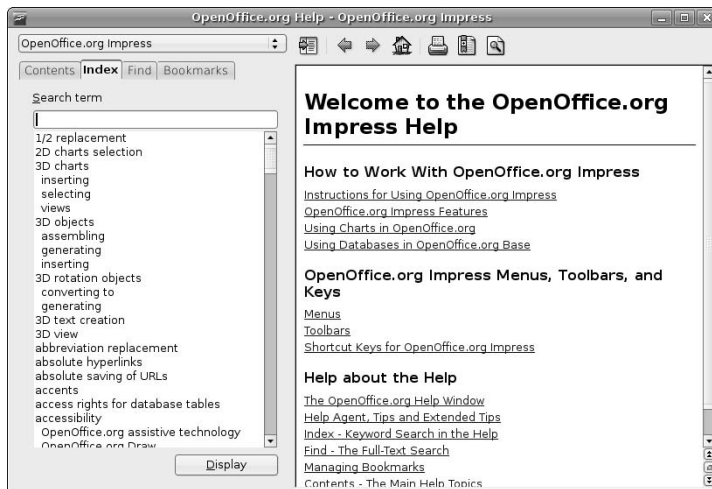 OpenOffice.org Help - OpenOffice.org Impress
OpenOffice.org Impress
Contents Index Find Bookmarks
Search term
1/2 replacement
2D charts selection
3D charts
inserting
selecting
views
3D objects
assembling
generating
inserting
3D rotation objects
converting to
generating
3D text creation
3D view
abbreviation replacement
absolute hyperlinks
absolute saving of URLs
accents
access rights for database tables
accessibility
OpenOffice.org assistive technology
OpenOffice.org Draw
Display
Welcome to the OpenOffice.org
Impress Help
How to Work With OpenOffice.org Impress
Instructions for Using OpenOffice.org Impress
OpenOffice.org Impress Features
Using Charts in OpenOffice.org
Using Databases in OpenOffice.org Base
OpenOffice.org Impress Menus, Toolbars, and
Keys
Menus
Toolbars
Shortcut Keys for OpenOffice.org Impress
Help about the Help
The OpenOffice.org Help Window
Help Agent, Tips and Extended Tips
Index - Keyword Search in the Help
Find - The Full-Text Search
Managing Bookmarks
Contents - The Main Help Topics